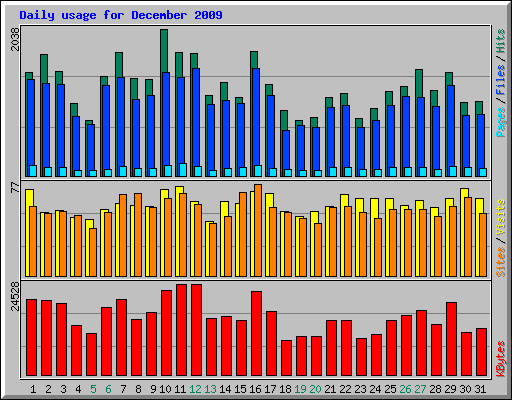 Daily usage for December 2009
2038
Pages / Files / Hits
77
Sites / Visits
24528
KBytes
1 2 3 4 5 6 7 8 9 10 11 12 13 14 15 16 17 18 19 20 21 22 23 24 25 26 27 28 29 30 31